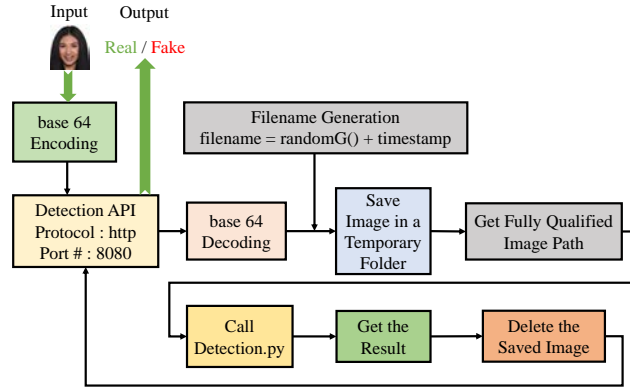 Input
Output
Real / Fake
base 64
Encoding
Filename Generation
filename = randomG() + timestamp
Detection API
Protocol : http
Port # : 8080
base 64
Decoding
Save
Image in a
Temporary
Folder
Get Fully Qualified
Image Path
Call
Detection.py
Get the
Result
Delete the
Saved Image